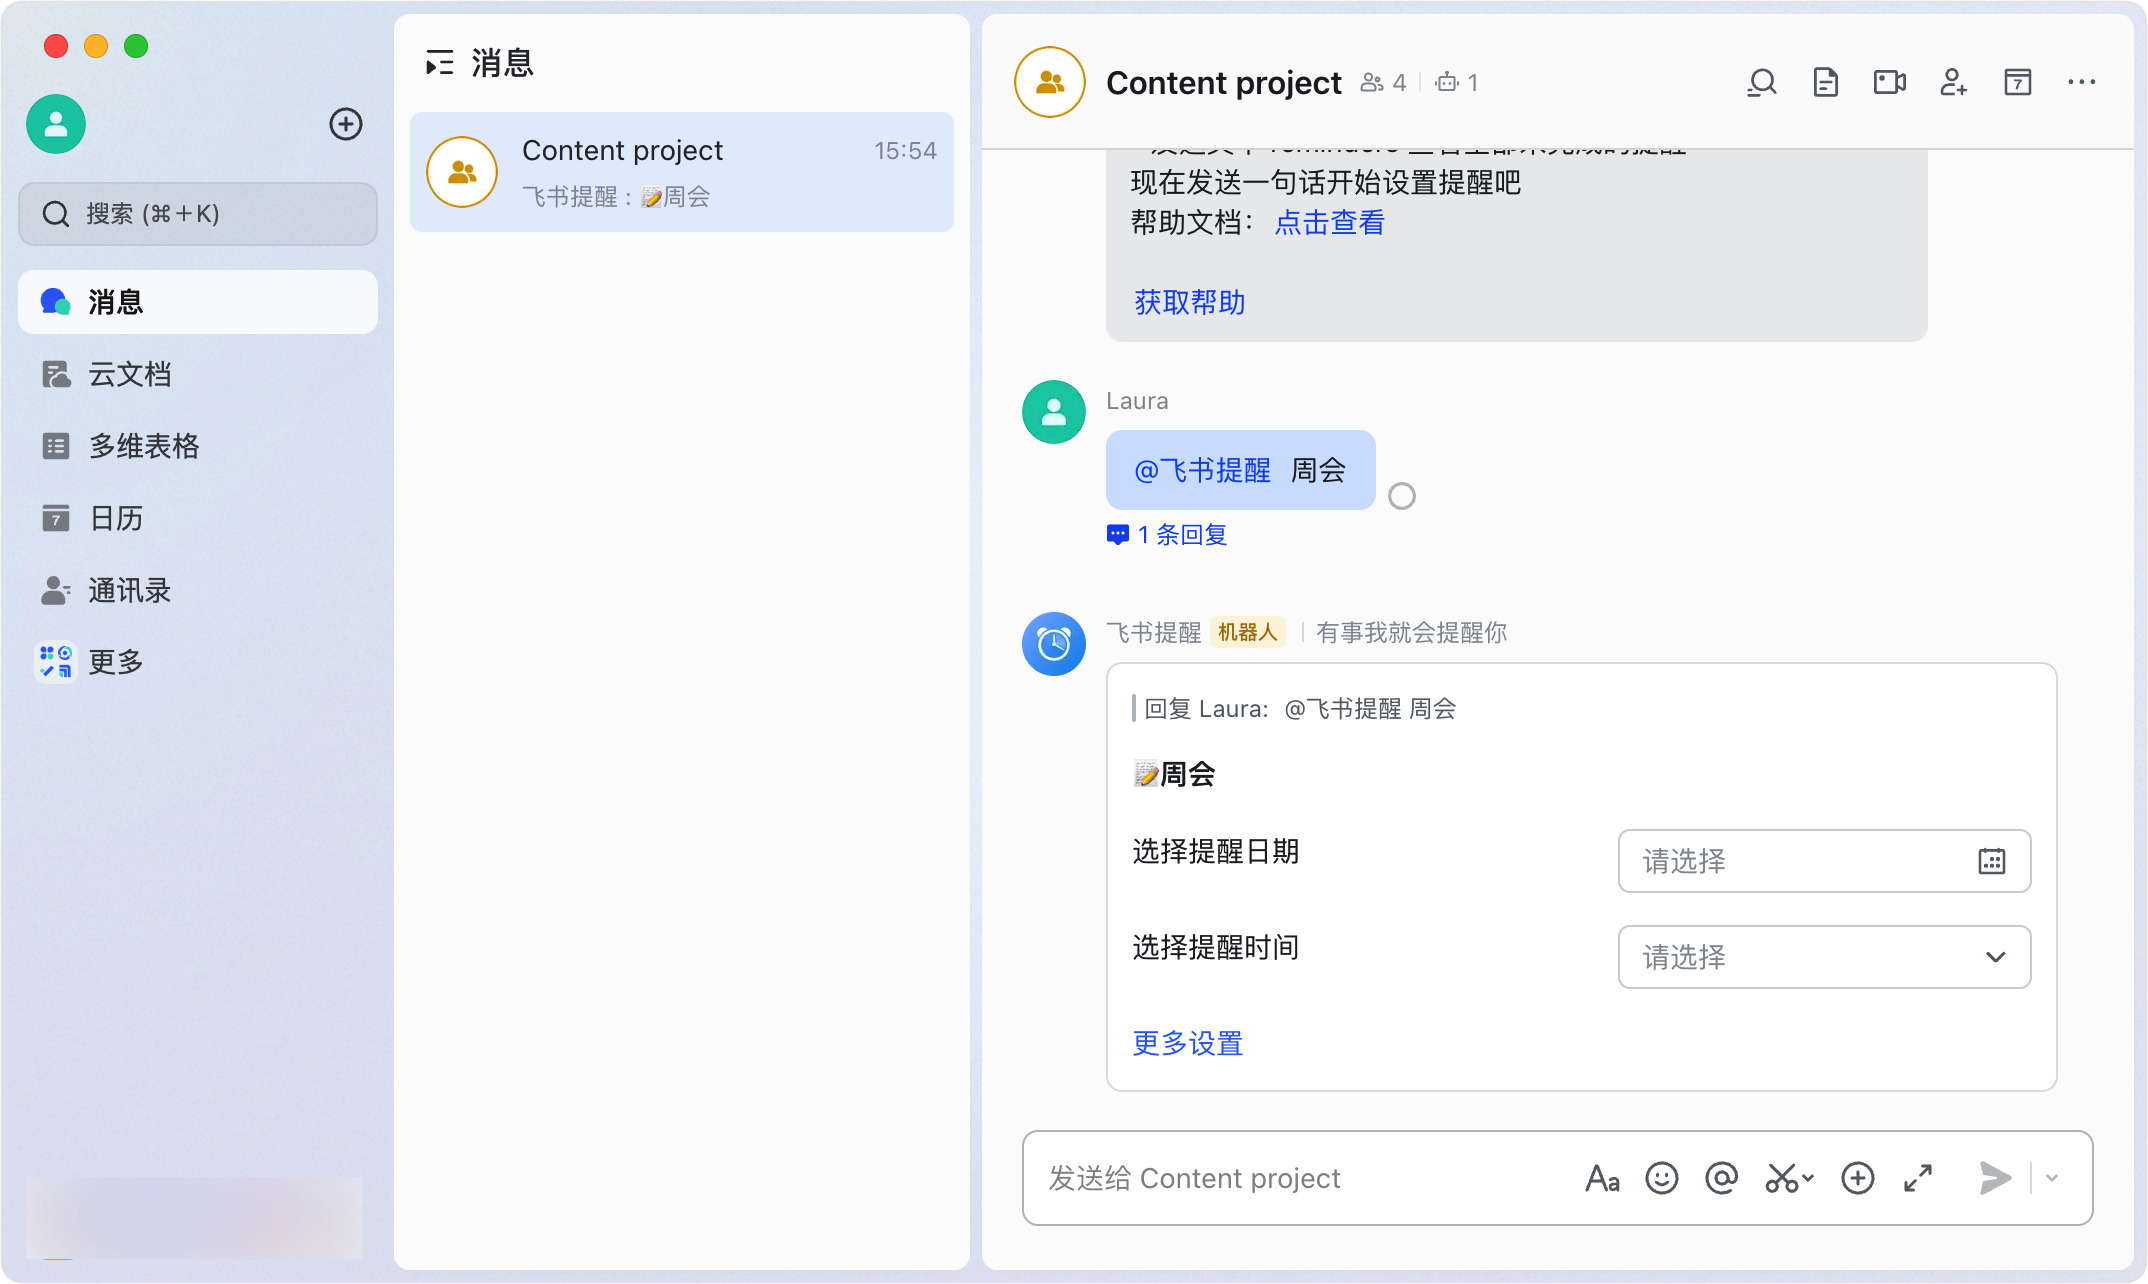 搜索 (⌘+K)
消息
云文档
多维表格
7
日历
通讯录
更多
消息
Content project
15:54
飞书提醒：📝周会
Content project
4
1
7
现在发送一句话开始设置提醒吧
帮助文档： 点击查看
获取帮助
Laura
@飞书提醒 周会
1 条回复
飞书提醒 机器人 | 有事我就会提醒你
回复 Laura: @飞书提醒 周会
📝周会
选择提醒日期
请选择
选择提醒时间
请选择
更多设置
发送给 Content project
Aa